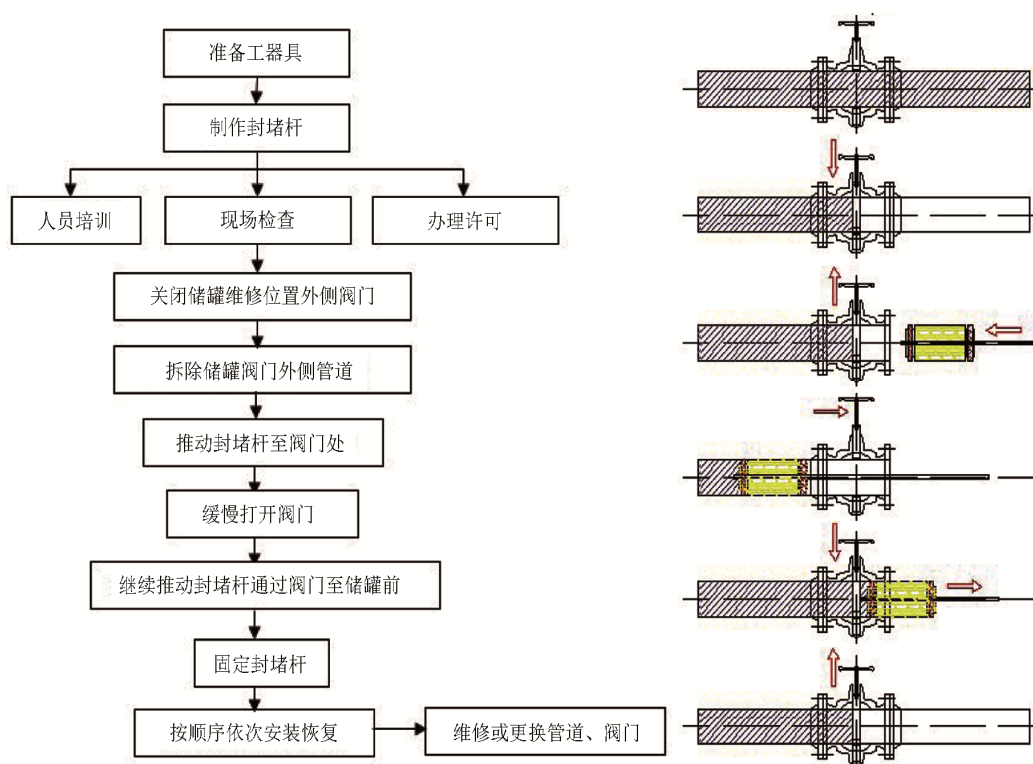 准备工器具
制作封堵杆
人员培训
现场检查
办理许可
关闭储罐维修位置外侧阀门
拆除储罐阀门外侧管道
推动封堵杆至阀门处
缓慢打开阀门
继续推动封堵杆通过阀门至储罐前
固定封堵杆
按顺序依次安装恢复
维修或更换管道、阀门